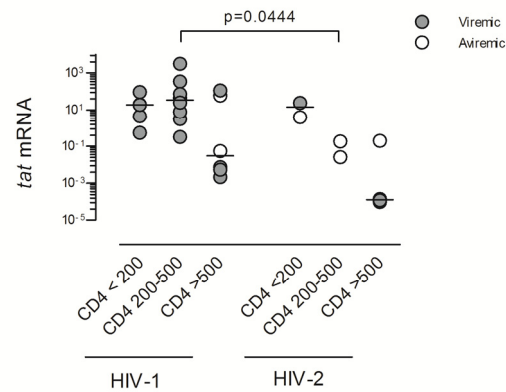 p=0.0444
Viremic
Aviremic
tat mRNA
10³
10¹
10⁻¹
10⁻³
10⁻⁵
CD4 < 200
CD4 200-500
CD4 >500
CD4 <200
CD4 200-500
CD4 >500
HIV-1
HIV-2